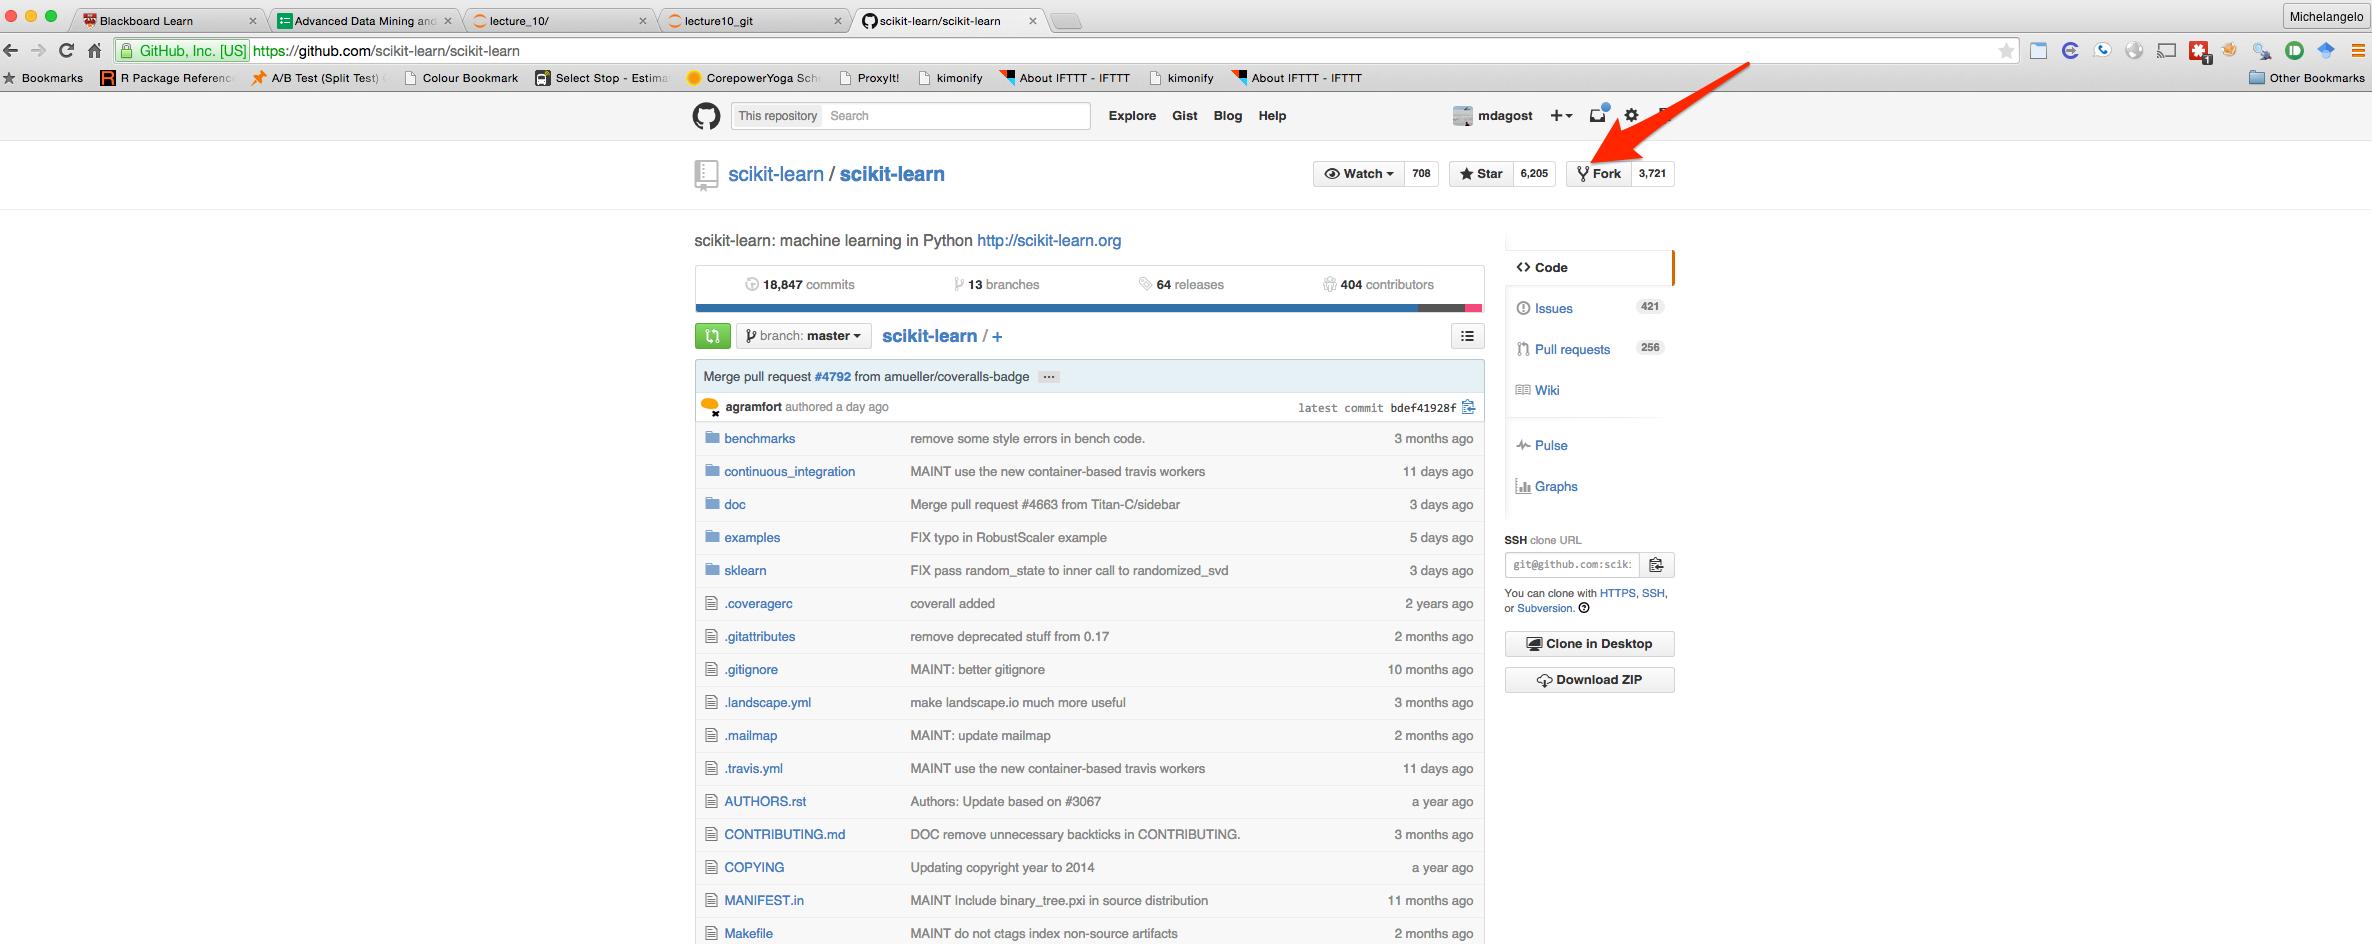 Blackboard Learn
Advanced Data Mining and
lecture_10/
lecture10_git
scikit-learn/scikit-learn
Michelangelo
GitHub, Inc. [US] https://github.com/scikit-learn/scikit-learn
1
Bookmarks
R Package Reference
A/B Test (Split Test)
Colour Bookmark
Select Stop - Estima
CorepowerYoga Sch
ProxyIt!
kimonify
About IFTTT - IFTTT
kimonify
About IFTTT - IFTTT
Other Bookmarks
This repository Search
Explore Gist Blog Help
mdagost
scikit-learn / scikit-learn
Watch 708
Star 6,205
Fork 3,721
scikit-learn: machine learning in Python http://scikit-learn.org
18,847 commits
13 branches
64 releases
404 contributors
branch: master
scikit-learn / +
Merge pull request #4792 from amueller/coveralls-badge ...
agramfort authored a day ago latest commit bdef41928f
benchmarks remove some style errors in bench code. 3 months ago
continuous_integration MAINT use the new container-based travis workers 11 days ago
doc Merge pull request #4663 from Titan-C/sidebar 3 days ago
examples FIX typo in RobustScaler example 5 days ago
sklearn FIX pass random_state to inner call to randomized_svd 3 days ago
.coveragerc coverall added 2 years ago
.gitattributes remove deprecated stuff from 0.17 2 months ago
.gitignore MAINT: better gitignore 10 months ago
.landscape.yml make landscape.io much more useful 3 months ago
.mailmap MAINT: update mailmap 2 months ago
.travis.yml MAINT use the new container-based travis workers 11 days ago
AUTHORS.rst Authors: Update based on #3067 a year ago
CONTRIBUTING.md DOC remove unnecessary backticks in CONTRIBUTING. 3 months ago
COPYING Updating copyright year to 2014 a year ago
MANIFEST.in MAINT Include binary_tree.pxi in source distribution 11 months ago
Makefile MAINT do not ctags index non-source artifacts 2 months ago
Code
Issues 421
Pull requests 256
Wiki
Pulse
Graphs
SSH clone URL
git@github.com:sciki
You can clone with HTTPS, SSH,
or Subversion.
Clone in Desktop
Download ZIP